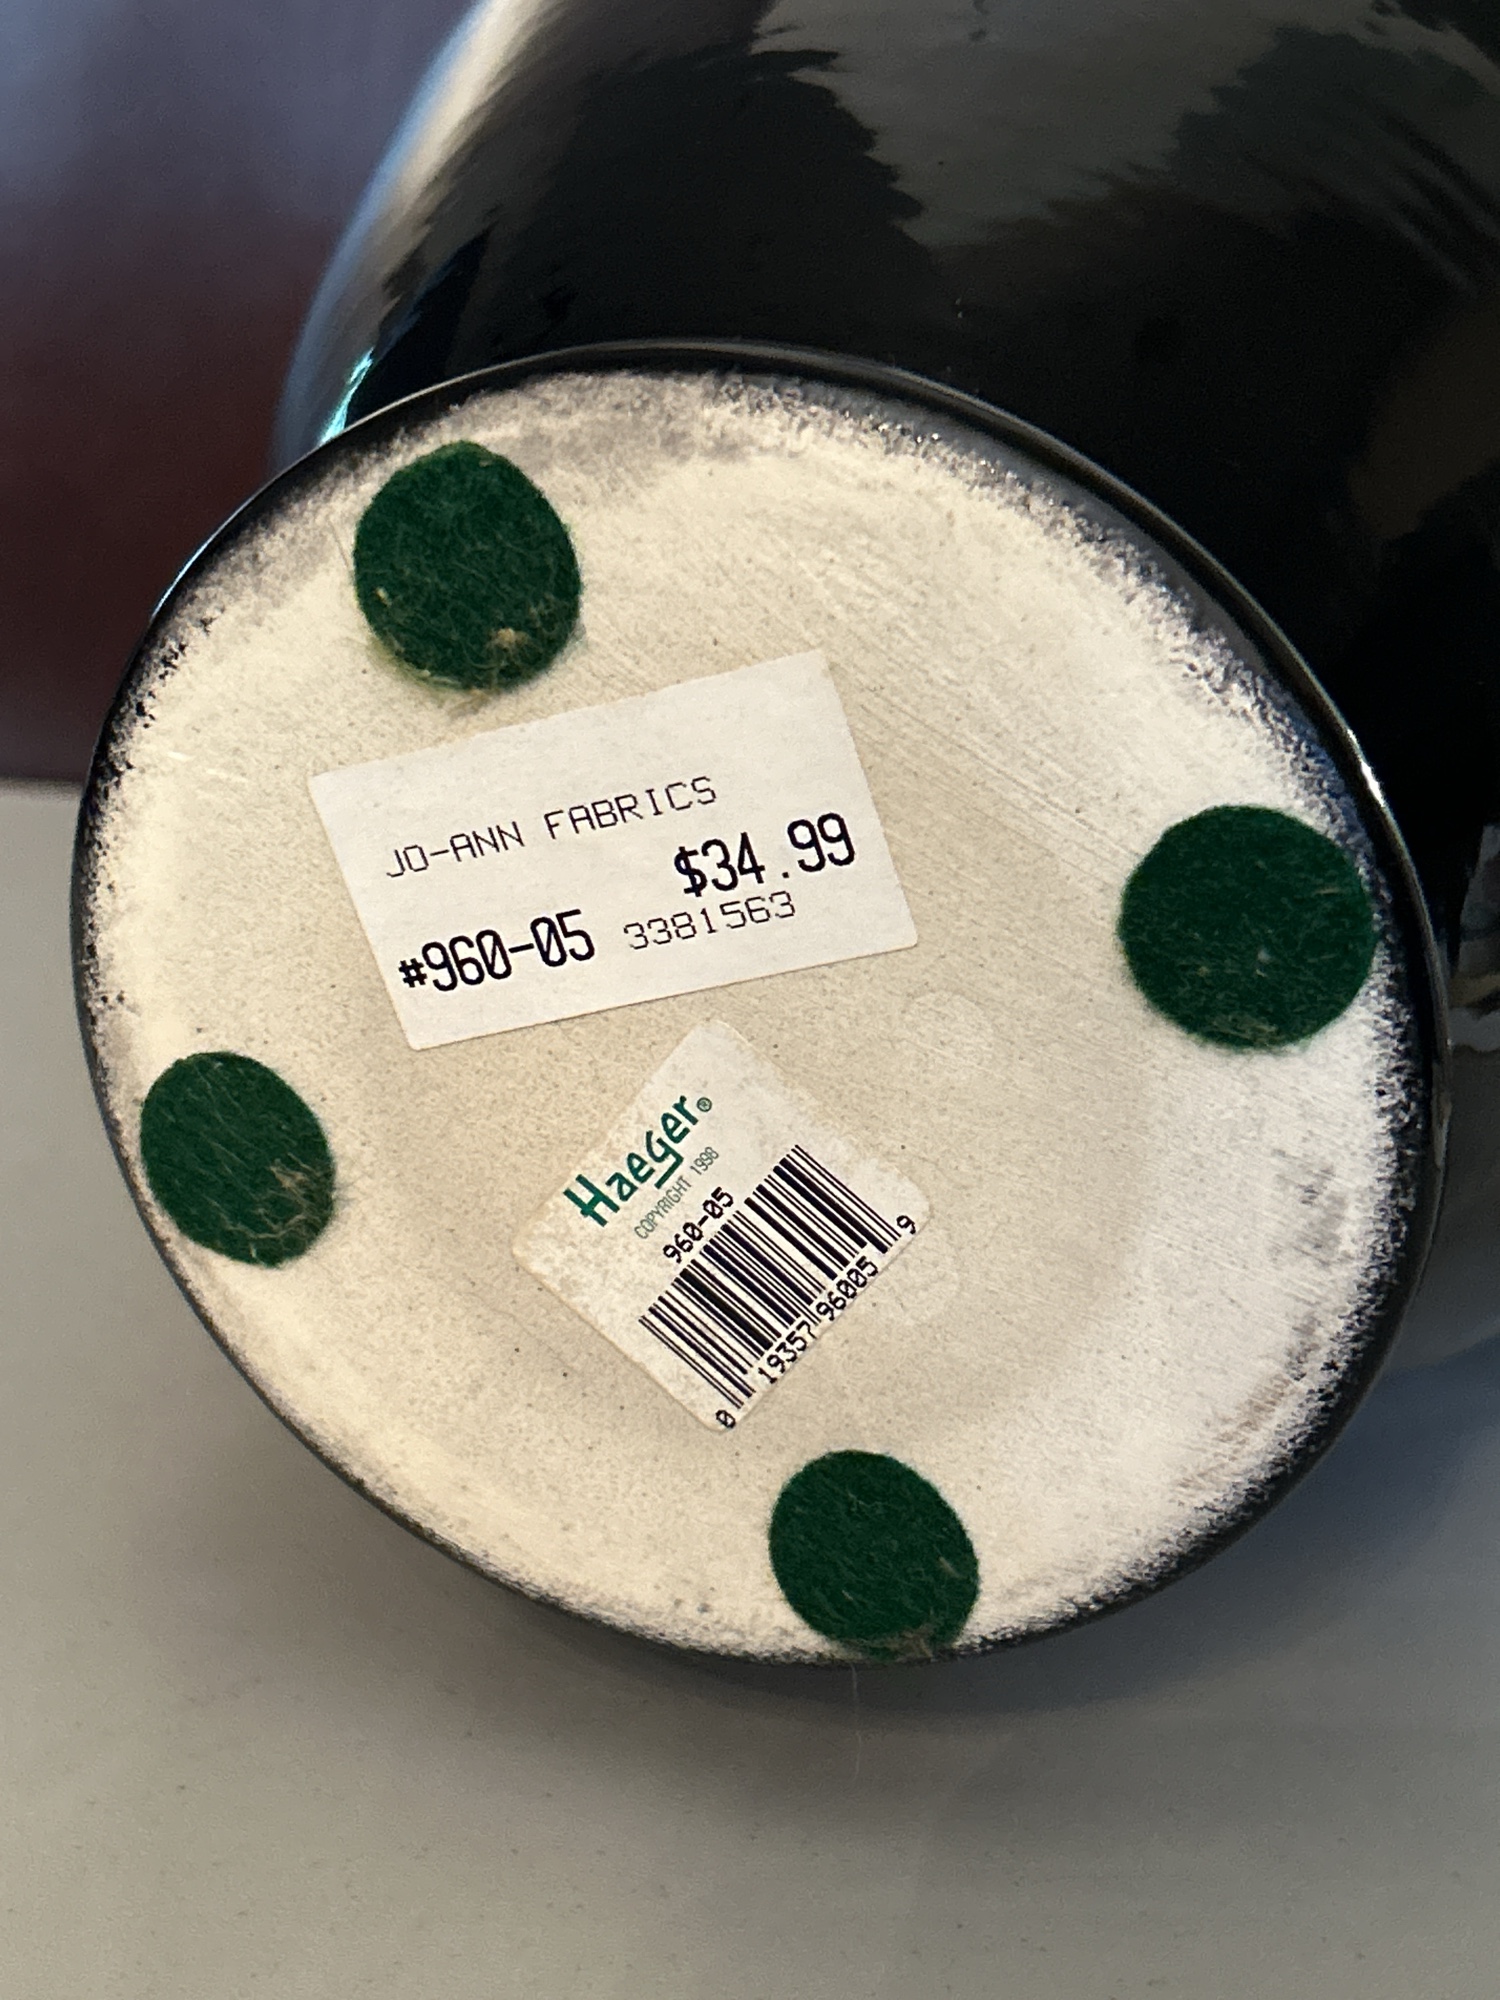 JO-ANN FABRICS
$34.99
#960-05 3381563
Haeger®
COPYRIGHT 1998
960-05
0 19357 96005 9